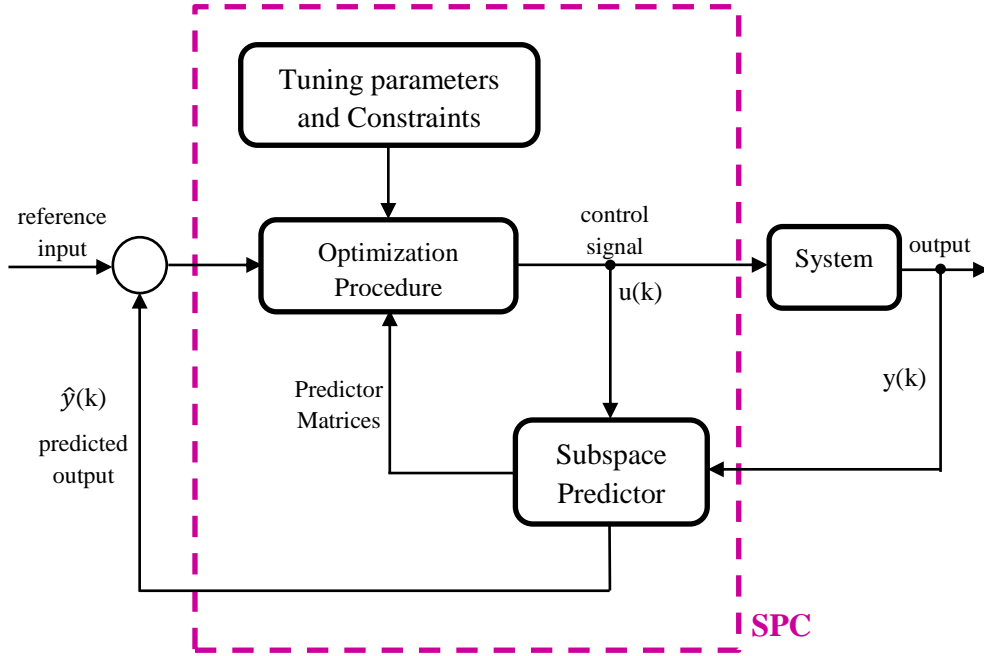 Tuning parameters
and Constraints
reference
input
Optimization
Procedure
control
signal
u(k)
System
output
y(k)
ŷ(k)
predicted
output
Predictor
Matrices
Subspace
Predictor
SPC